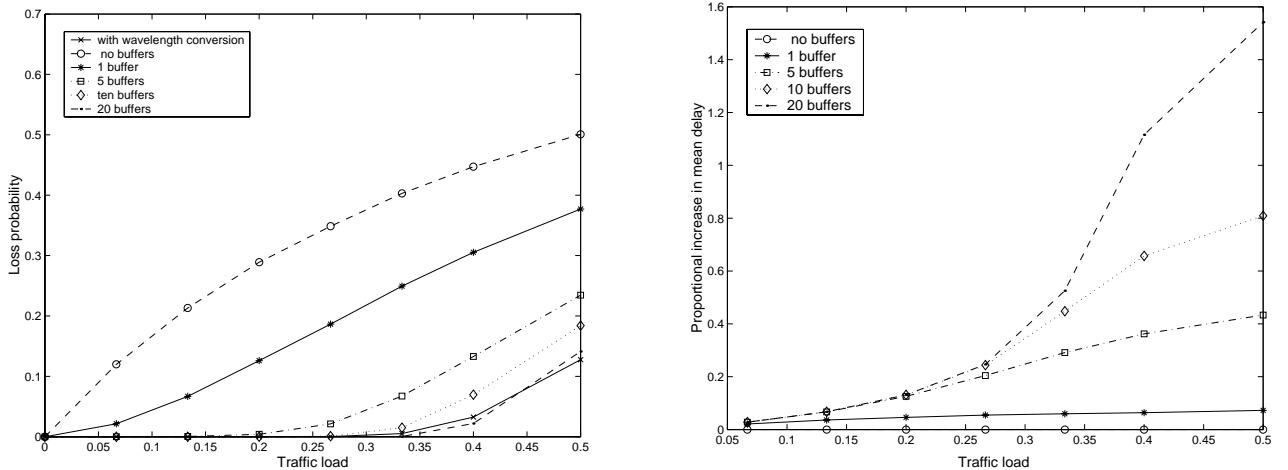 0.7
0.6
0.5
0.4
0.3
0.2
0.1
0
Loss probability
with wavelength conversion
no buffers
1 buffer
5 buffers
ten buffers
20 buffers
0 0.05 0.1 0.15 0.2 0.25 0.3 0.35 0.4 0.45 0.5
Traffic load
1.6
1.4
1.2
1
0.8
0.6
0.4
0.2
0
Proportional increase in mean delay
no buffers
1 buffer
5 buffers
10 buffers
20 buffers
0.05 0.1 0.15 0.2 0.25 0.3 0.35 0.4 0.45 0.5
Traffic load